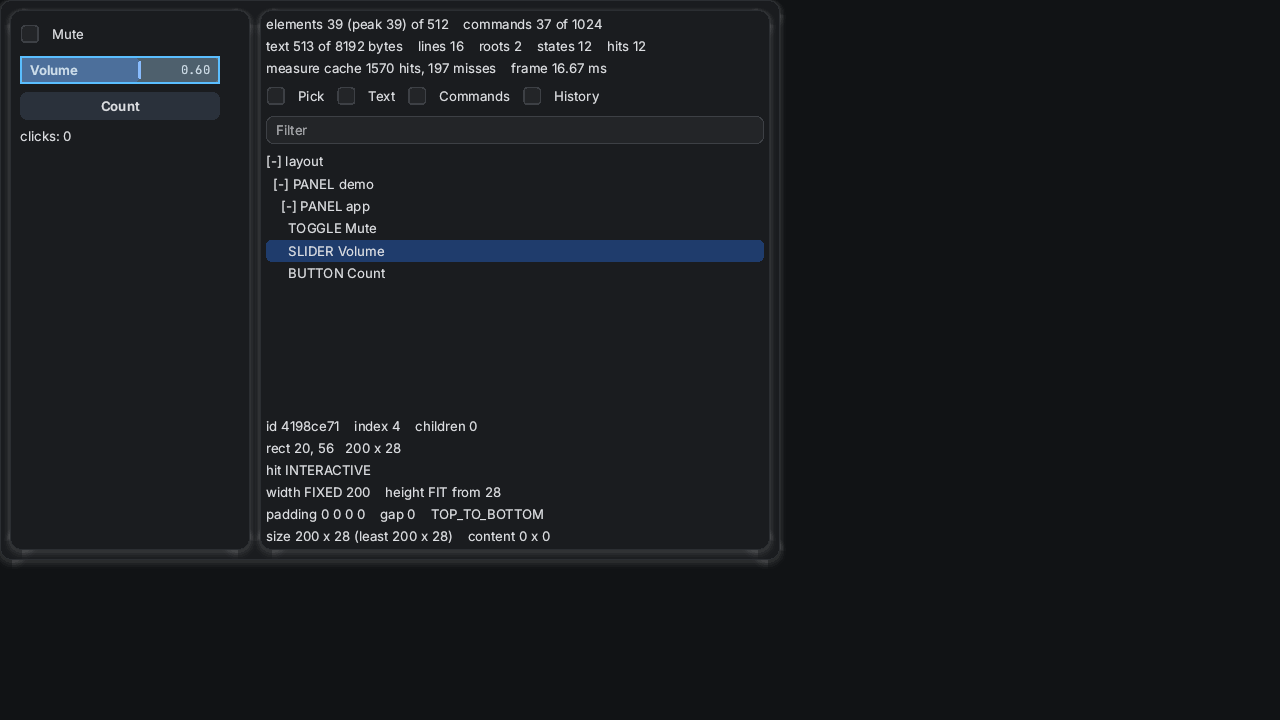 Mute
Volume 0.60
Count
clicks: 0
elements 39 (peak 39) of 512 commands 37 of 1024
text 513 of 8192 bytes lines 16 roots 2 states 12 hits 12
measure cache 1570 hits, 197 misses frame 16.67 ms
Pick Text Commands History
Filter
[-] layout
[-] PANEL demo
[-] PANEL app
TOGGLE Mute
SLIDER Volume
BUTTON Count
id 4198ce71 index 4 children 0
rect 20, 56 200 x 28
hit INTERACTIVE
width FIXED 200 height FIT from 28
padding 0 0 0 0 gap 0 TOP_TO_BOTTOM
size 200 x 28 (least 200 x 28) content 0 x 0